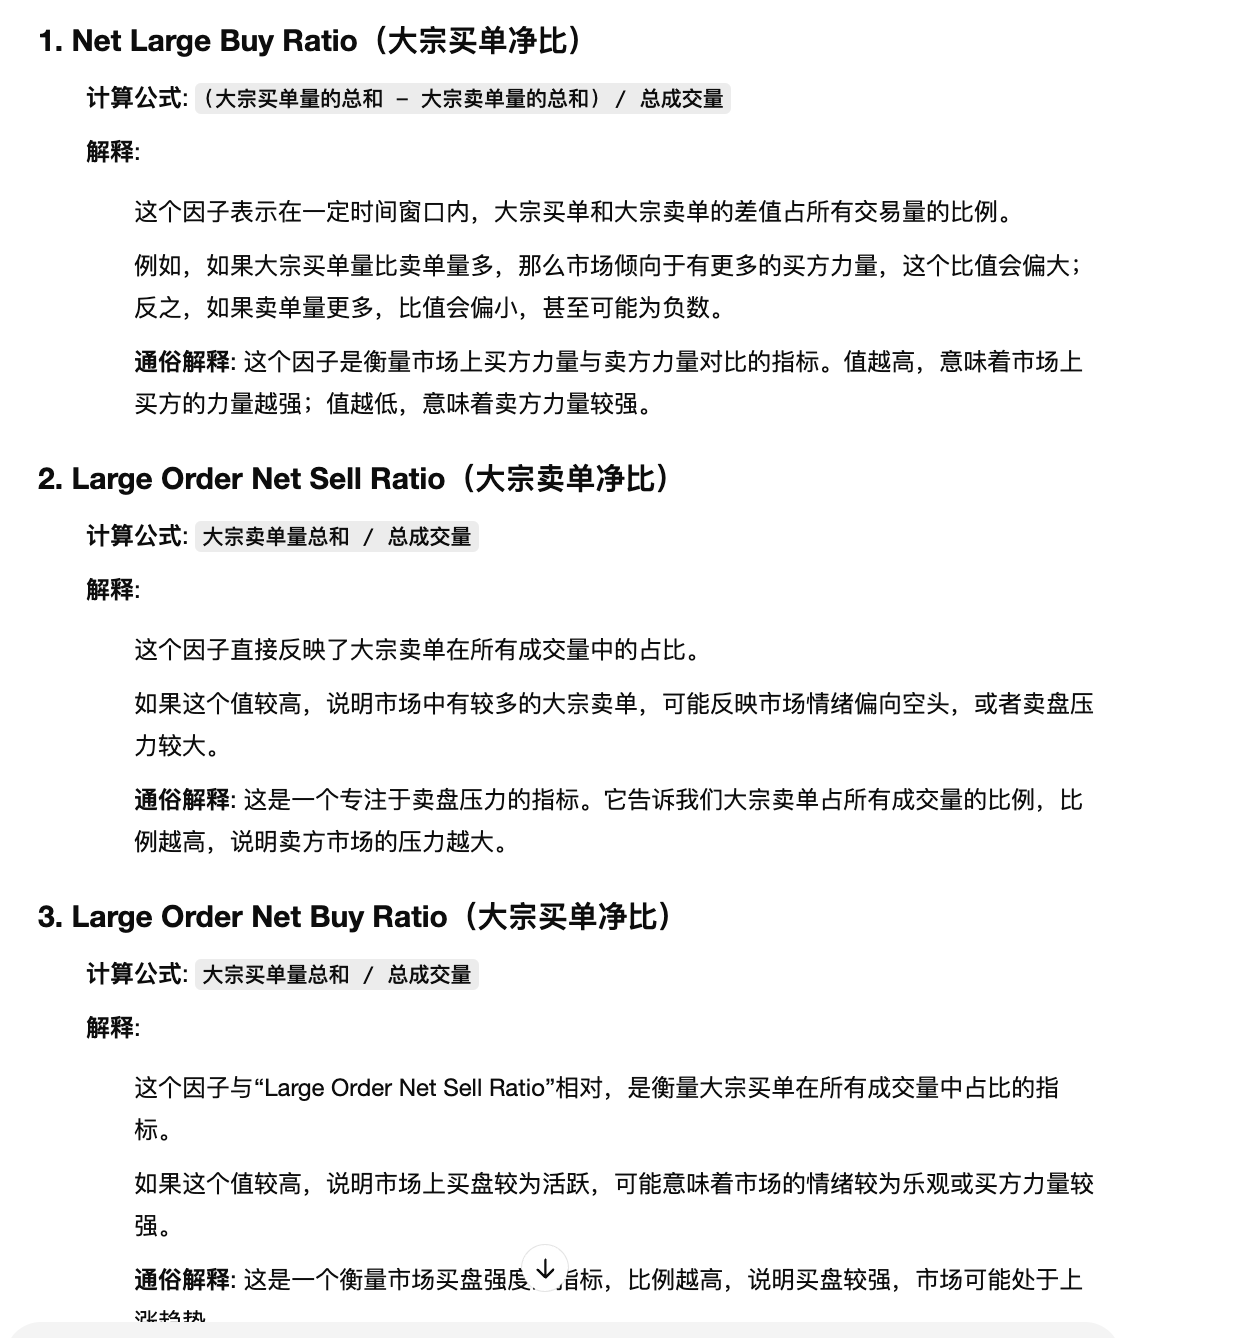 1. Net Large Buy Ratio（大宗买单净比）
计算公式: (大宗买单量的总和 - 大宗卖单量的总和) / 总成交量
解释:
这个因子表示在一定时间窗口内，大宗买单和大宗卖单的差值占所有交易量的比例。
例如，如果大宗买单量比卖单量多，那么市场倾向于有更多的买方力量，这个比值会偏大；
反之，如果卖单量更多，比值会偏小，甚至可能为负数。
通俗解释: 这个因子是衡量市场上买方力量与卖方力量对比的指标。值越高，意味着市场上
买方的力量越强；值越低，意味着卖方力量较强。
2. Large Order Net Sell Ratio（大宗卖单净比）
计算公式: 大宗卖单量总和 / 总成交量
解释:
这个因子直接反映了大宗卖单在所有成交量中的占比。
如果这个值较高，说明市场中有较多的大宗卖单，可能反映市场情绪偏向空头，或者卖盘压
力较大。
通俗解释: 这是一个专注于卖盘压力的指标。它告诉我们大宗卖单占所有成交量的比例，比
例越高，说明卖方市场的压力越大。
3. Large Order Net Buy Ratio（大宗买单净比）
计算公式: 大宗买单量总和 / 总成交量
解释:
这个因子与“Large Order Net Sell Ratio”相对，是衡量大宗买单在所有成交量中占比的指
标。
如果这个值较高，说明市场上买盘较为活跃，可能意味着市场的情绪较为乐观或买方力量较
强。
通俗解释: 这是一个衡量市场买盘强度指标，比例越高，说明买盘较强，市场可能处于上
涨趋势